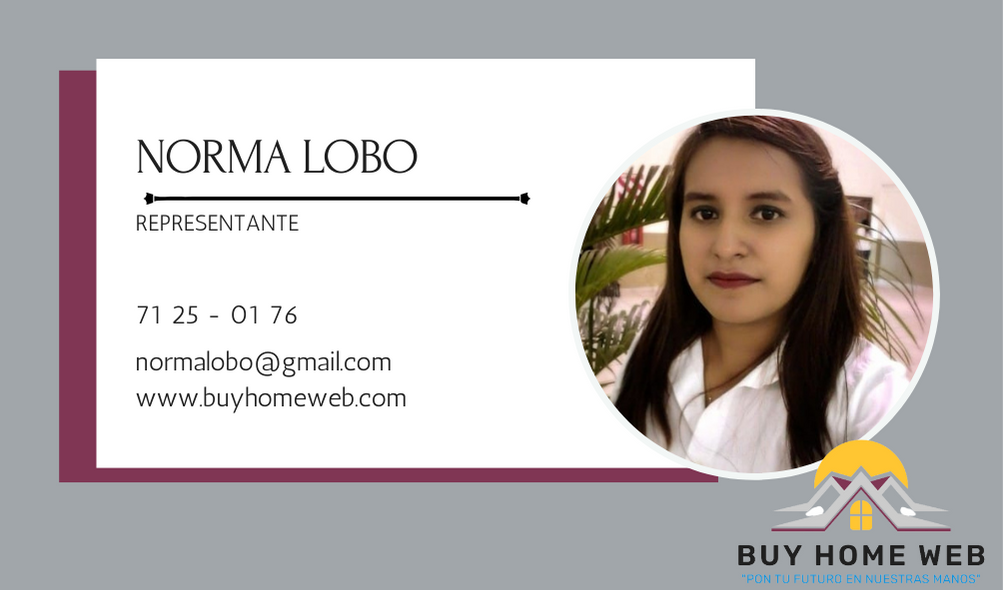 NORMA LOBO
REPRESENTANTE
71 25 - 01 76
normalobo@gmail.com
www.buyhomeweb.com
BUY HOME WEB
"PON TU FUTURO EN NUESTRAS MANOS"